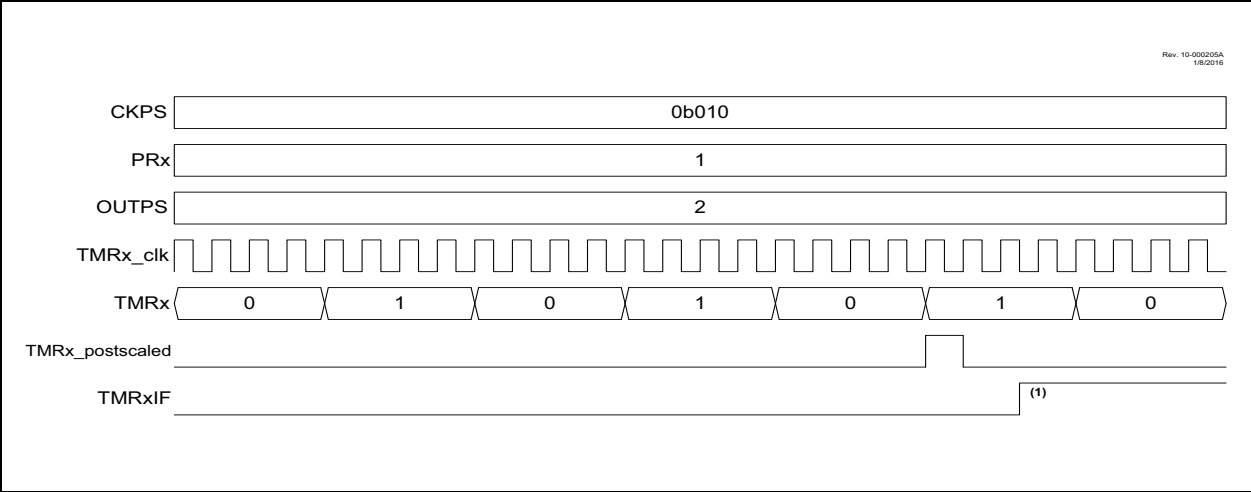 Rev. 10-000205A
1/8/2016
CKPS 0b010
PRx 1
OUTPS 2
TMRx_clk
TMRx 0 1 0 1 0 1 0
TMRx_postscaled
TMRxIF (1)